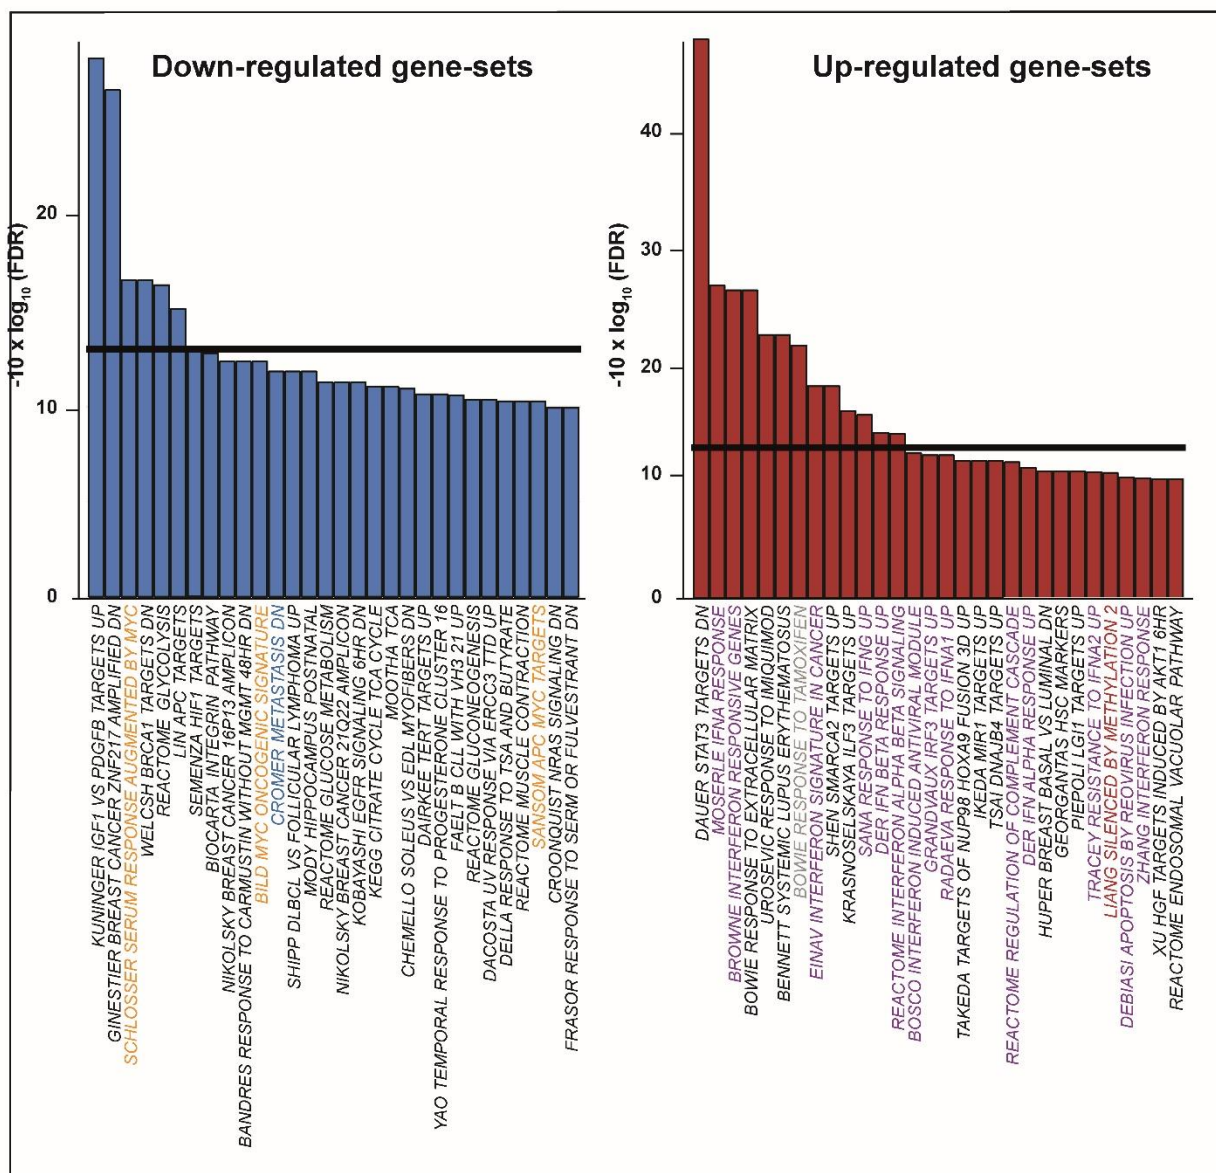 Down-regulated gene-sets
-10 x log₁₀ (FDR)
20
10
0
KUNINGER IGF1 VS PDGFB TARGETS UP
GINESTIER BREAST CANCER ZNF217 AMPLIFIED DN
SCHLOSSER SERUM RESPONSE AUGMENTED BY MYC
WELCSH BRCA1 TARGETS DN
REACTOME GLYCOLYSIS
LIN APC TARGETS
SEMENZA HIF1 TARGETS
BIOCARTA INTEGRIN PATHWAY
NIKOLSKY BREAST CANCER 16P13 AMPLICON
BANDRES RESPONSE TO CARMUSTIN WITHOUT MGMT 48HR DN
BILD MYC ONCOGENIC SIGNATURE
CROMER METASTASIS DN
SHIPP DLBCL VS FOLLICULAR LYMPHOMA UP
MODY HIPPOCAMPUS POSTNATAL
REACTOME GLUCOSE METABOLISM
NIKOLSKY BREAST CANCER 21Q22 AMPLICON
KOBAYASHI EGFR SIGNALING 6HR DN
KEGG CITRATE CYCLE TCA CYCLE
MOOTHA TCA
CHEMELLO SOLEUS VS EDL MYOFIBERS DN
DAIRKEE TERT TARGETS UP
YAO TEMPORAL RESPONSE TO PROGESTERONE CLUSTER 16
FAELT B CLL WITH VH3 21 UP
REACTOME GLUCONEOGENESIS
DACOSTA UV RESPONSE VIA ERCC3 TTD UP
DELLA RESPONSE TO TSA AND BUTYRATE
REACTOME MUSCLE CONTRACTION
SANSOM APC MYC TARGETS
CRONQUIST NRAS SIGNALING DN
FRASOR RESPONSE TO SERM OR FULVESTRANT DN
Up-regulated gene-sets
-10 x log₁₀ (FDR)
40
30
20
10
0
DAUER STAT3 TARGETS DN
MOSERLE IFNA RESPONSE
BROWNE INTERFERON RESPONSIVE GENES
BOWIE RESPONSE TO EXTRACELLULAR MATRIX
UROSEVIC RESPONSE TO IMIQUIMOD
BENNETT SYSTEMIC LUPUS ERYTHEMATOSUS
BOWIE RESPONSE TO TAMOXIFEN
EINAV INTERFERON SIGNATURE IN CANCER
SHEN SMARCA2 TARGETS UP
KRASNOSELSKAYA ILF3 TARGETS UP
SANA RESPONSE TO IFNG UP
DER IFN BETA RESPONSE UP
REACTOME INTERFERON ALPHA BETA SIGNALING
BOSCO INTERFERON INDUCED ANTIVIRAL MODULE
GRANDVAUX IRF3 TARGETS UP
RADAEVA RESPONSE TO IFNA1 UP
TAKEDA TARGETS OF NUP98 HOXA9 FUSION 3D UP
IKEDA MIR1 TARGETS UP
TSAI DNAJB4 TARGETS UP
REACTOME REGULATION OF COMPLEMENT CASCADE
DER IFN ALPHA RESPONSE UP
HUPER BREAST BASAL VS LUMINAL DN
GEORGANTAS HSC MARKERS
PIEPOLI LGI1 TARGETS UP
TRACEY RESISTANCE TO IFNA2 UP
LIANG SILENCED BY METHYLATION 2
DEBIASI APOPTOSIS BY REOVIRUS INFECTION UP
ZHANG INTERFERON RESPONSE
XU HGF TARGETS INDUCED BY AKT1 6HR
REACTOME ENDOSOMAL VACUOLAR PATHWAY